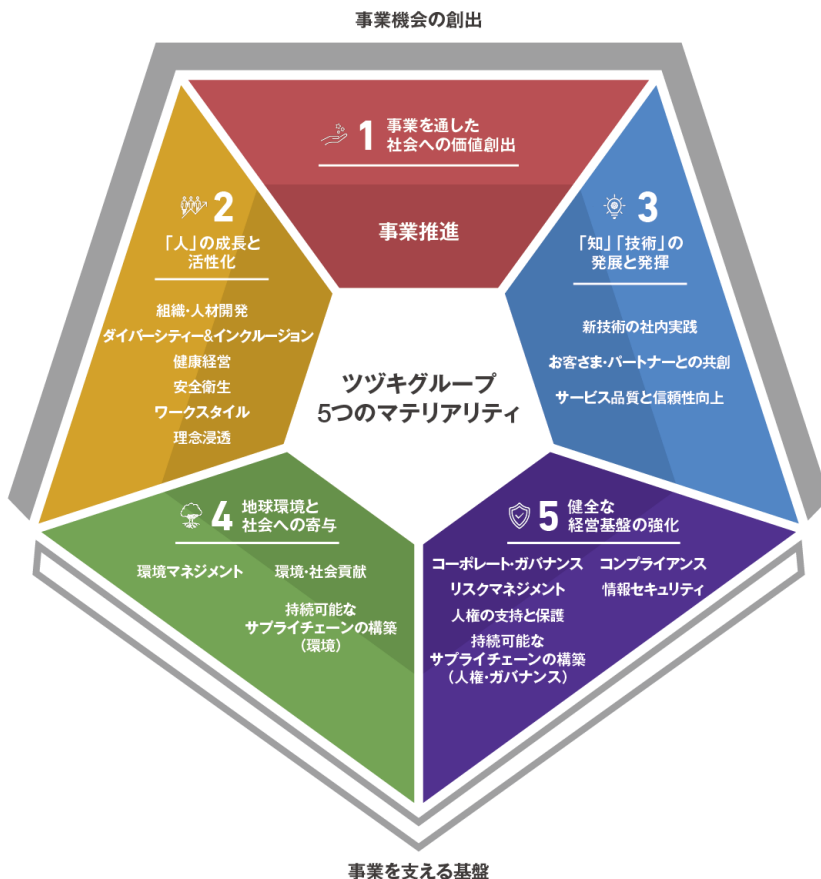 事業機会の創出
1 事業を通した
社会への価値創出
事業推進
2
「人」の成長と
活性化
組織・人材開発
ダイバーシティー&インクルージョン
健康経営
安全衛生
ワークスタイル
理念浸透
3
「知」「技術」の
発展と発揮
新技術の社内実践
お客さま・パートナーとの共創
サービス品質と信頼性向上
ツヅキグループ
5つのマテリアリティ
4 地球環境と
社会への寄与
環境マネジメント
環境・社会貢献
持続可能な
サプライチェーンの構築
(環境)
5 健全な
経営基盤の強化
コーポレート・ガバナンス
コンプライアンス
リスクマネジメント
情報セキュリティ
人権の支持と保護
持続可能な
サプライチェーンの構築
(人権・ガバナンス)
事業を支える基盤